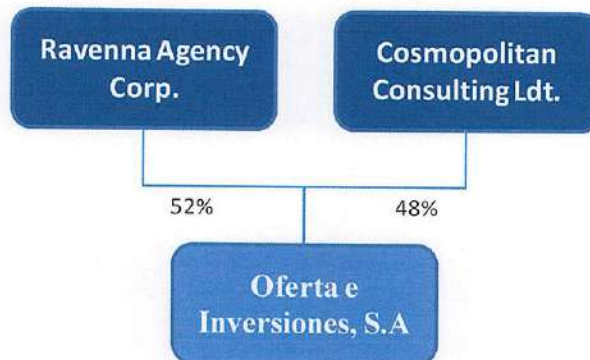 Ravenna Agency
Corp.
Cosmopolitan
Consulting Ldt.
52%
48%
Oferta e
Inversiones, S.A